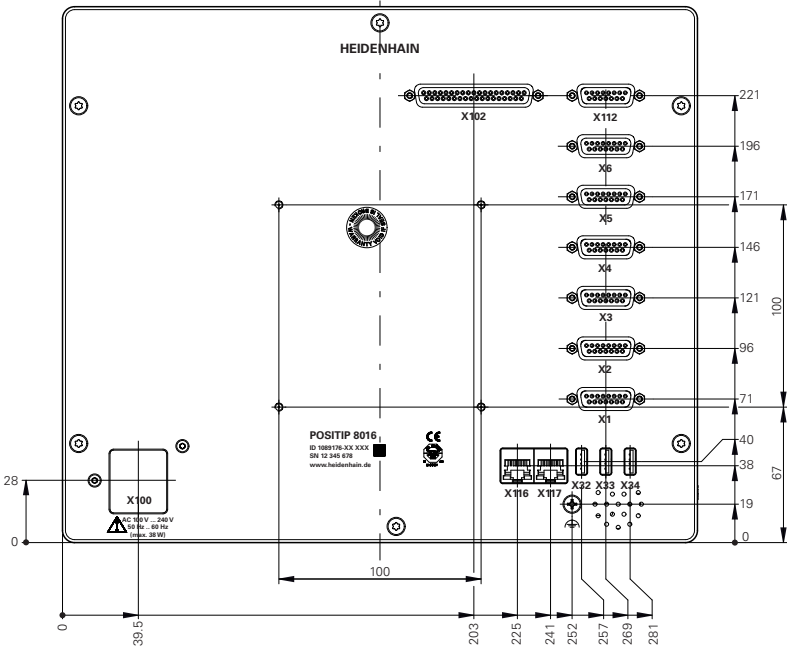 HEIDENHAIN
X102
X112
221
X6
196
X5
171
X4
146
X3
121
100
X2
96
X1
71
POSITIP 8016
ID 1089176-XX XXX
SN 12 345 678
www.heidenhain.de
CE
40
38
67
28
X100
X116
X117
X32
X33
X34
19
AC 100 V ... 240 V
50 Hz ... 60 Hz
(max. 38 W)
0
0
100
0
39.5
203
225
241
252
257
269
281